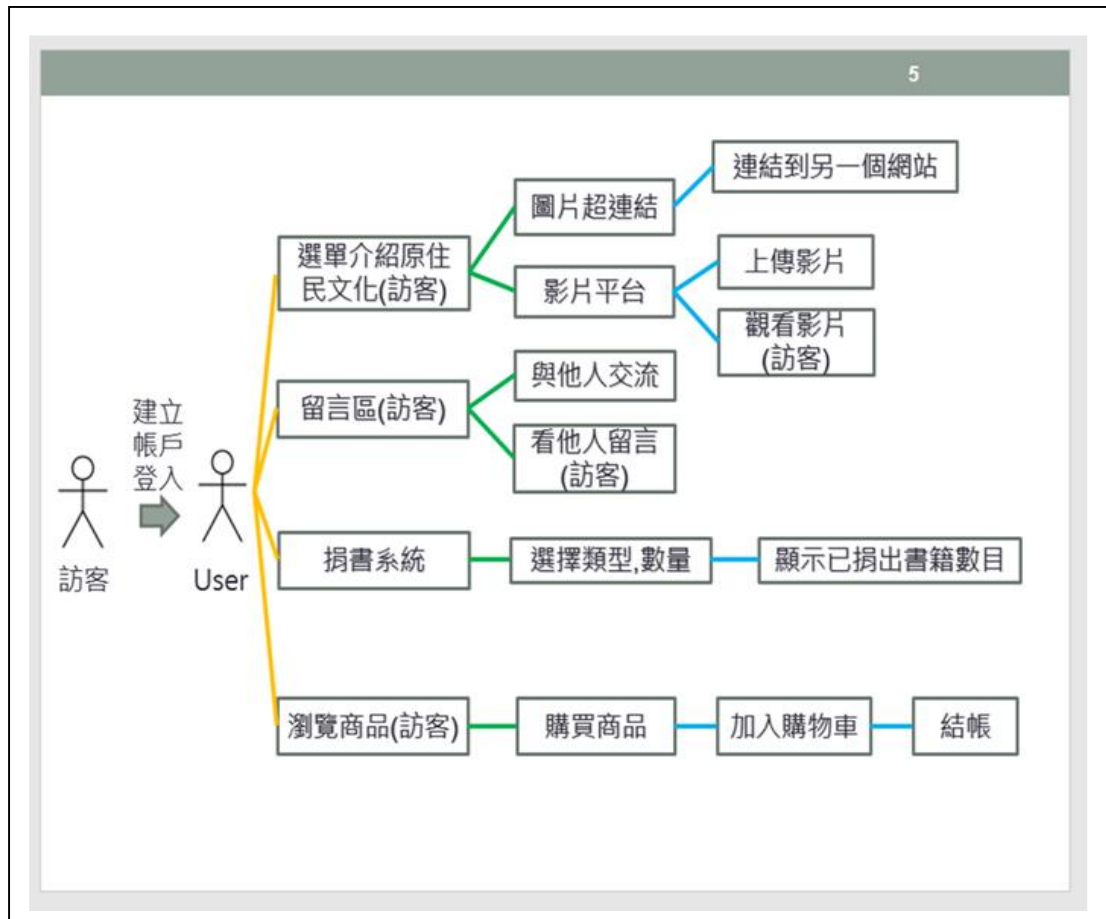 5
連結到另一個網站
圖片超連結
選單介紹原住
民文化(訪客)
上傳影片
影片平台
觀看影片
(訪客)
與他人交流
留言區(訪客)
看他人留言
(訪客)
建立
帳戶
登入
訪客
User
捐書系統
選擇類型,數量
顯示已捐出書籍數目
瀏覽商品(訪客)
購買商品
加入購物車
結帳